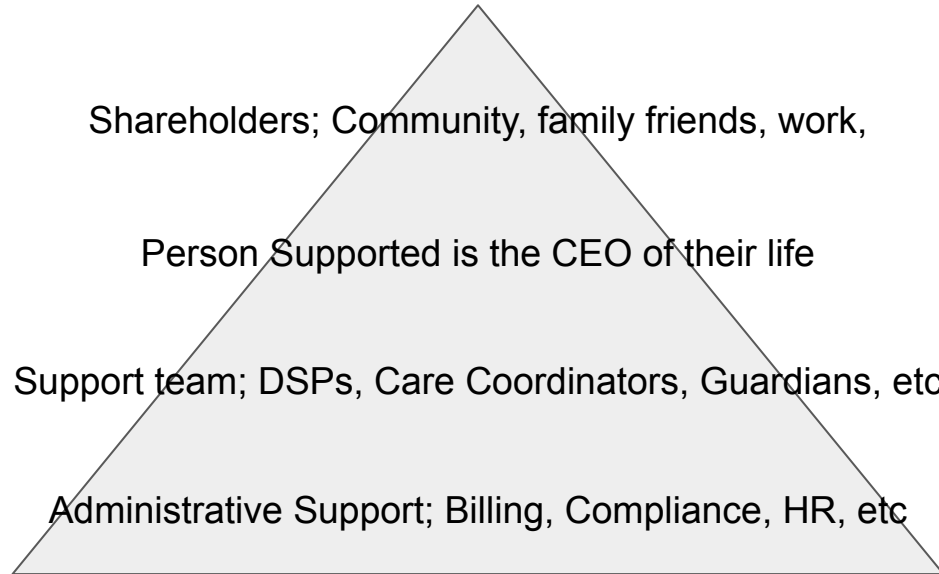 Shareholders; Community, family friends, work,
Person Supported is the CEO of their life
Support team; DSPs, Care Coordinators, Guardians, etc
Administrative Support; Billing, Compliance, HR, etc